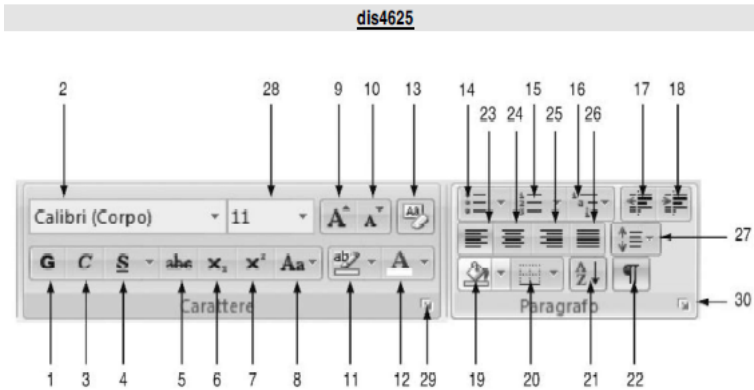 dis4625
2 28 9 10 13 14 15 16 17 18
23 24 25 26
Calibri (Corpo) 11 A A Aa
27
G C S abc x₂ x² Aa ab A
A Z ¶
Carattere Paragrafo
30
1 3 4 5 6 7 8 11 12 29 19 20 21 22